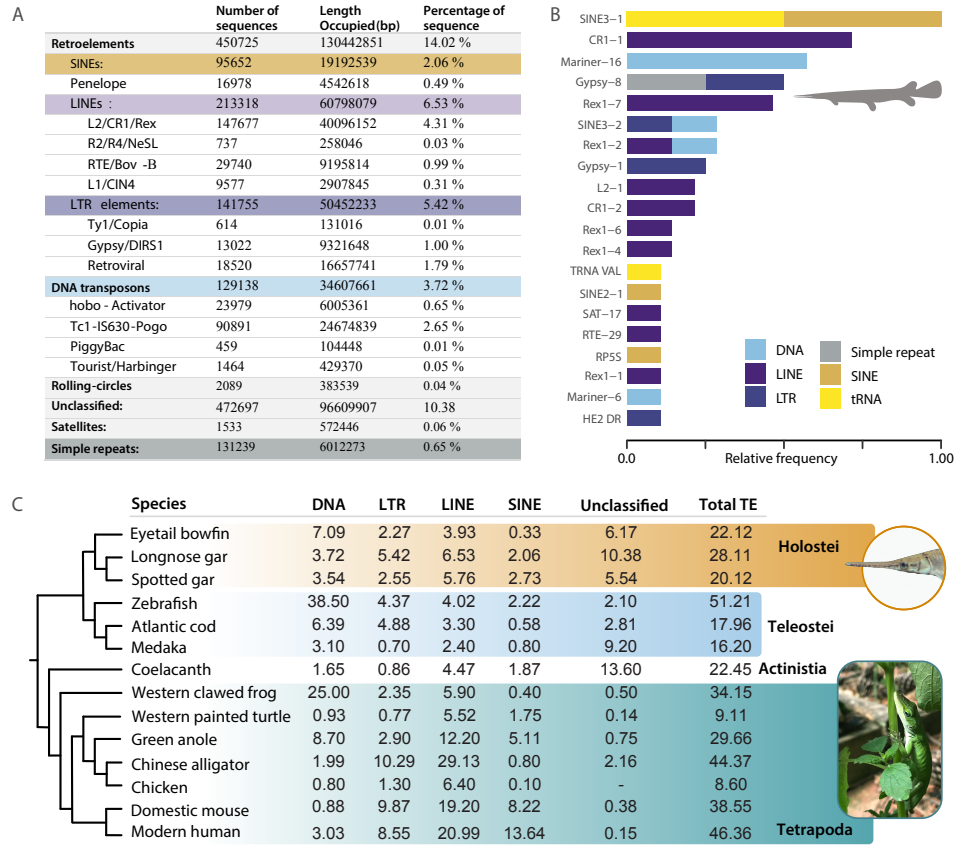 A
Number of sequences Length Occupied(bp) Percentage of sequence
Retroelements 450725 130442851 14.02 %
SINEs: 95652 19192539 2.06 %
Penelope 16978 4542618 0.49 %
LINEs : 213318 60798079 6.53 %
L2/CR1/Rex 147677 40096152 4.31 %
R2/R4/NeSL 737 258046 0.03 %
RTE/Bov -B 29740 9195814 0.99 %
L1/CIN4 9577 2907845 0.31 %
LTR elements: 141755 50452233 5.42 %
Ty1/Copia 614 131016 0.01 %
Gypsy/DIRS1 13022 9321648 1.00 %
Retroviral 18520 16657741 1.79 %
DNA transposons 129138 34607661 3.72 %
hobo - Activator 23979 6005361 0.65 %
Tc1-IS630-Pogo 90891 24674839 2.65 %
PiggyBac 459 104448 0.01 %
Tourist/Harbinger 1464 429370 0.05 %
Rolling-circles 2089 383539 0.04 %
Unclassified: 472697 96609907 10.38
Satellites: 1533 572446 0.06 %
Simple repeats: 131239 6012273 0.65 %
B
SINE3−1
CR1−1
Mariner−16
Gypsy−8
Rex1−7
SINE3−2
Rex1−2
Gypsy−1
L2−1
CR1−2
Rex1−6
Rex1−4
TRNA VAL
SINE2−1
SAT−17
RTE−29
RP5S
Rex1−1
Mariner−6
HE2 DR
DNA Simple repeat
LINE SINE
LTR tRNA
0.0 Relative frequency 1.00
C
Species DNA LTR LINE SINE Unclassified Total TE
Eyetail bowfin 7.09 2.27 3.93 0.33 6.17 22.12
Longnose gar 3.72 5.42 6.53 2.06 10.38 28.11
Holostei
Spotted gar 3.54 2.55 5.76 2.73 5.54 20.12
Zebrafish 38.50 4.37 4.02 2.22 2.10 51.21
Atlantic cod 6.39 4.88 3.30 0.58 2.81 17.96 Teleostei
Medaka 3.10 0.70 2.40 0.80 9.20 16.20
Coelacanth 1.65 0.86 4.47 1.87 13.60 22.45 Actinistia
Western clawed frog 25.00 2.35 5.90 0.40 0.50 34.15
Western painted turtle 0.93 0.77 5.52 1.75 0.14 9.11
Green anole 8.70 2.90 12.20 5.11 0.75 29.66
Chinese alligator 1.99 10.29 29.13 0.80 2.16 44.37
Chicken 0.80 1.30 6.40 0.10 - 8.60
Domestic mouse 0.88 9.87 19.20 8.22 0.38 38.55
Modern human 3.03 8.55 20.99 13.64 0.15 46.36 Tetrapoda